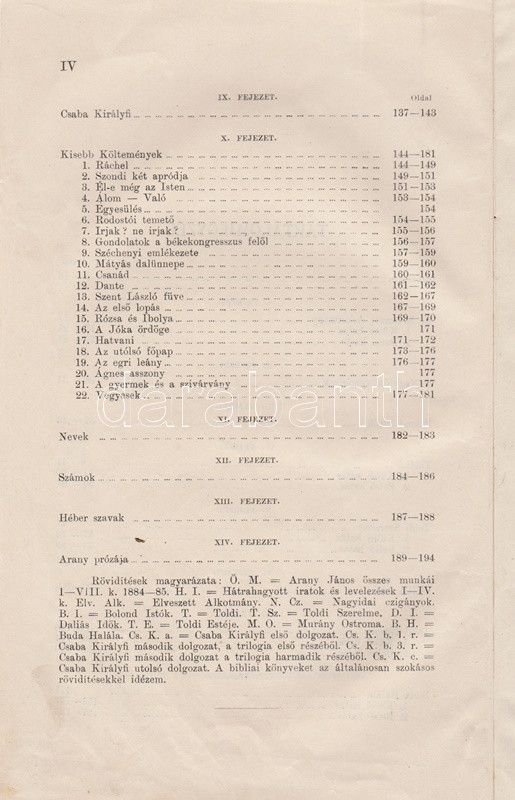 IV
IX. FEJEZET.
Oldal
Csaba Királyfi 137—143
X. FEJEZET.
Kisebb Költemények 144—181
1. Ráchel 144—149
2. Szondi két apródja 149—151
3. Él-e még az Isten 151—153
4. Álom — Való 153—154
5. Egyesülés 154
6. Rodostói temető 154—155
7. Irjak? ne irjak? 155—156
8. Gondolatok a békekongresszus felől 156—157
9. Széchenyi emlékezete 157—159
10. Mátyás dalünnepe 159—160
11. Csanád 160—161
12. Dante 161—162
13. Szent László füve 162—167
14. Az első lopás 167—169
15. Rózsa és Ibolya 169—170
16. A Jóka ördöge 171
17. Hatvani 171—172
18. Az utólsó főpap 173—176
19. Az egri leány 176—177
20. Ágnes asszony 177
21. A gyermek és a szivárvány 177
22. Vegyesek 177—181
darabanth
XI. FEJEZET.
Nevek 182—183
XII. FEJEZET.
Számok 184—186
XIII. FEJEZET.
Héber szavak 187—188
XIV. FEJEZET.
Arany prózája 189—194
Rövidítések magyarázata: Ö. M. = Arany János összes munkái
I—VIII. k. 1884—85. H. I. = Hátrahagyott iratok és levelezések I—IV.
k. Elv. Alk. = Elveszett Alkotmány. N. Cz. = Nagyidai czigányok.
B. I. = Bolond Istók. T. = Toldi. T. Sz. = Toldi Szerelme. D. I. =
Daliás Idők. T. E. = Toldi Estéje. M. O. = Murány Ostroma. B. H. =
Buda Halála. Cs. K. a. = Csaba Királyfi első dolgozat. Cs. K. b. 1. r. =
Csaba Királyfi második dolgozat, a trilogia első részéből. Cs. K. b. 3. r. =
Csaba Királyfi második dolgozat a trilogia harmadik részéből. Cs. K. c. =
Csaba Királyfi utolsó dolgozat. A bibliai könyveket az általánosan szokásos
rövidítésekkel idézem.